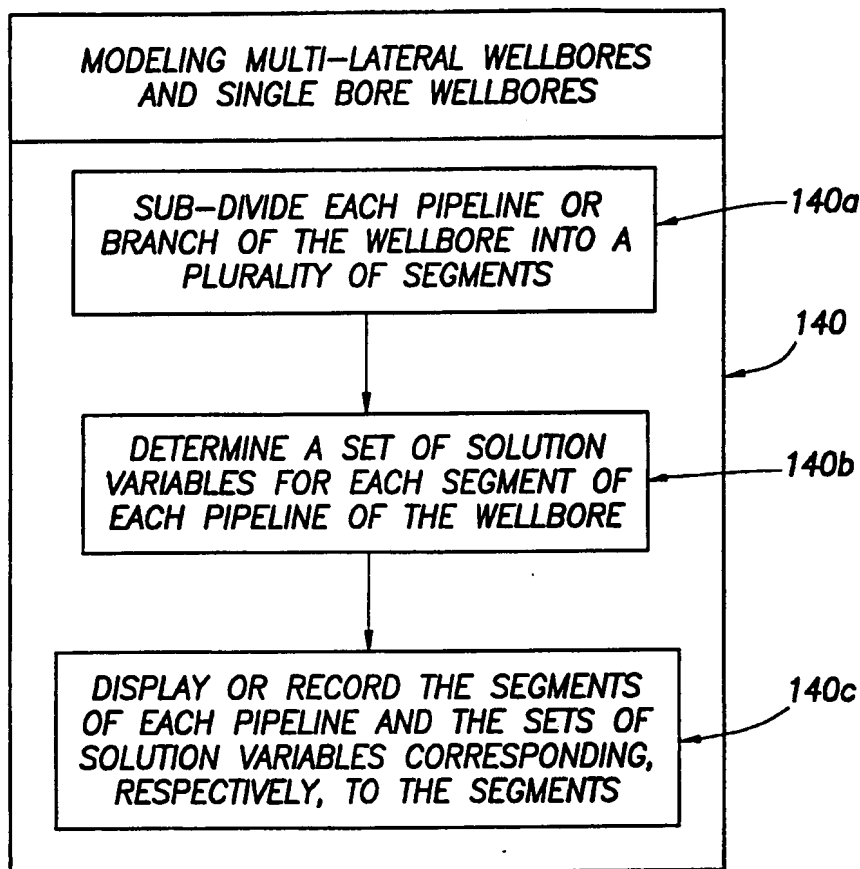 MODELING MULTI-LATERAL WELLBORES
AND SINGLE BORE WELLBORES
SUB-DIVIDE EACH PIPELINE OR
BRANCH OF THE WELLBORE INTO A
PLURALITY OF SEGMENTS
140a
140
DETERMINE A SET OF SOLUTION
VARIABLES FOR EACH SEGMENT OF
EACH PIPELINE OF THE WELLBORE
140b
DISPLAY OR RECORD THE SEGMENTS
OF EACH PIPELINE AND THE SETS OF
SOLUTION VARIABLES CORRESPONDING,
RESPECTIVELY, TO THE SEGMENTS
140c